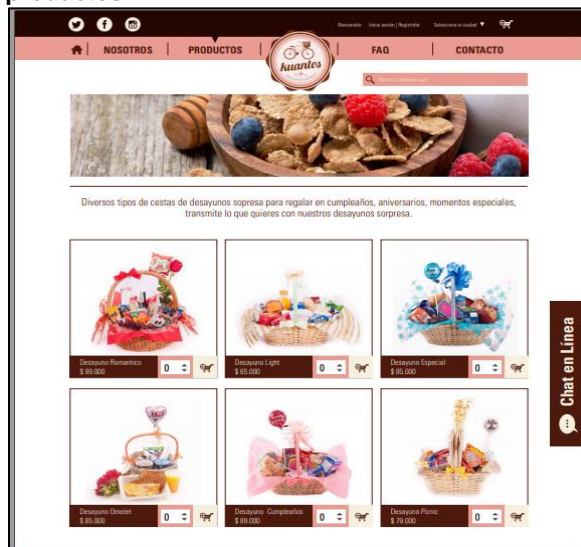 productos
Bienvenido Inicia sesión | Registrate Selecciona tu ciudad
NOSOTROS | PRODUCTOS | kuantos | FAQ | CONTACTO
Diversos tipos de cestas de desayunos sopresa para regalar en cumpleaños, aniversarios, momentos especiales,
transmite lo que quieres con nuestros desayunos sorpresa.
Desayuno Romantico
$ 99.000
0
Desayuno Light
$ 65.000
0
Desayuno Especial
$ 85.000
0
Chat en Línea
Desayuno Omelet
$ 85.000
0
Desayuno Cumpleaños
$ 89.000
0
Desayuno Picnic
$ 79.000
0